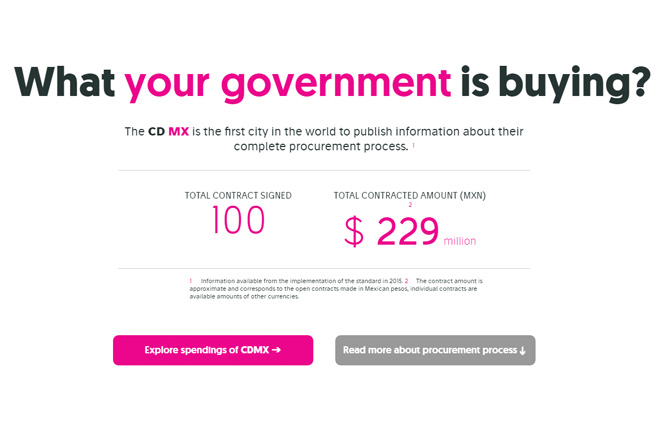 What your government is buying?
The CD MX is the first city in the world to publish information about their
complete procurement process. 1
TOTAL CONTRACT SIGNED
100
TOTAL CONTRACTED AMOUNT (MXN)
2
$ 229 million
1 Information available from the implementation of the standard in 2015. 2 The contract amount is
approximate and corresponds to the open contracts made in Mexican pesos, individual contracts are
available amounts of other currencies.
Explore spendings of CDMX →
Read more about procurement process ↓